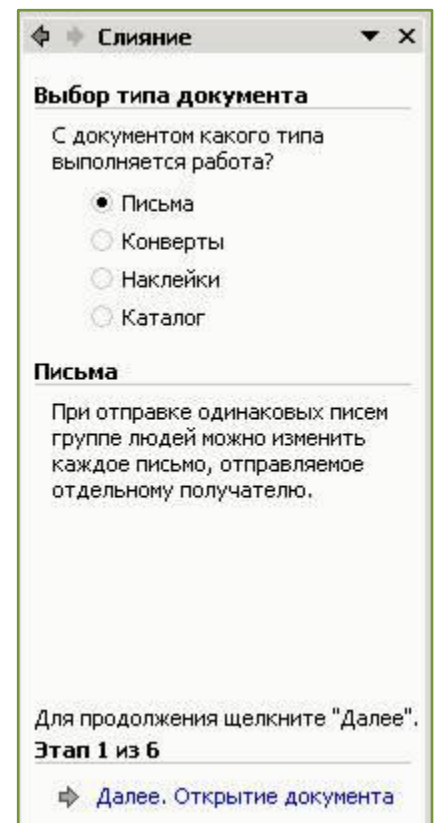 Слияние
Выбор типа документа
С документом какого типа
выполняется работа?
Письма
Конверты
Наклейки
Каталог
Письма
При отправке одинаковых писем
группе людей можно изменить
каждое письмо, отправляемое
отдельному получателю.
Для продолжения щелкните "Далее".
Этап 1 из 6
Далее. Открытие документа